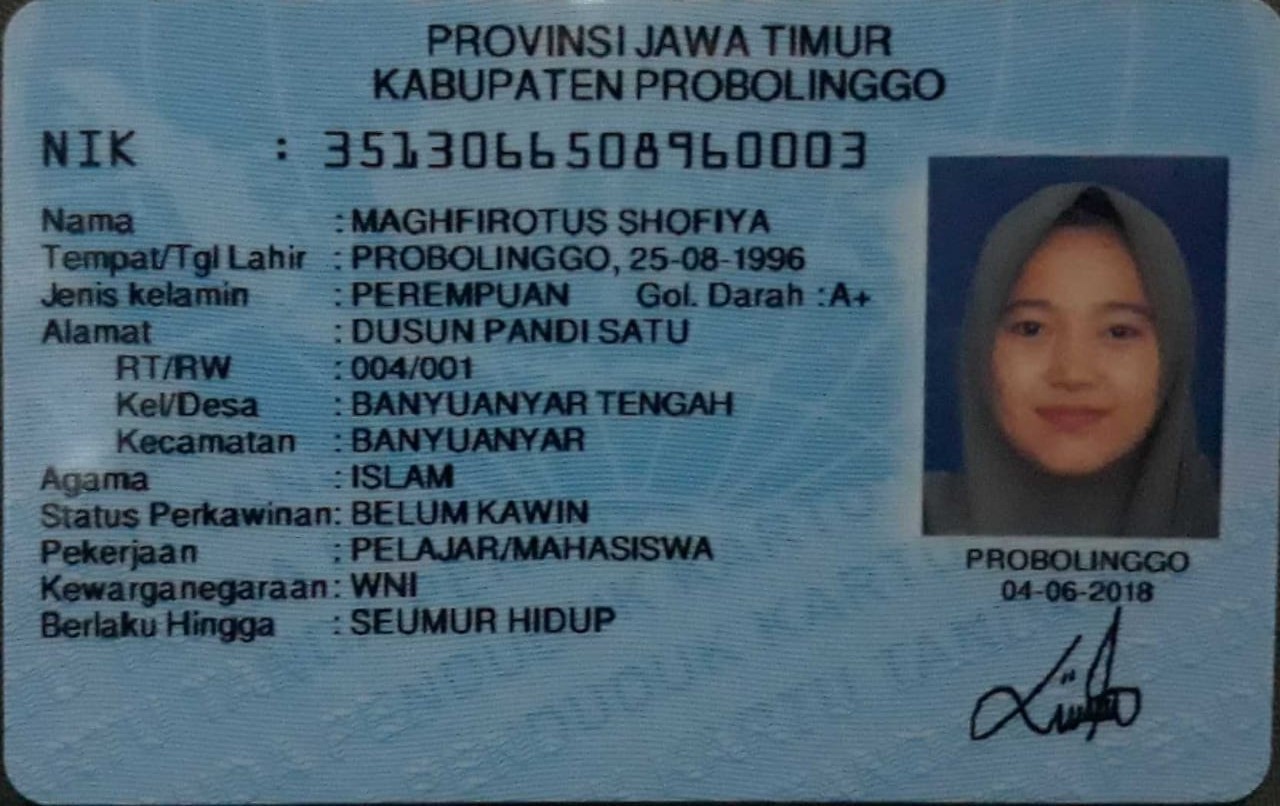 PROVINSI JAWA TIMUR
KABUPATEN PROBOLINGGO
NIK : 3513066508960003
Nama : MAGHFIROTUS SHOFIYA
Tempat/Tgl Lahir : PROBOLINGGO, 25-08-1996
Jenis kelamin : PEREMPUAN Gol. Darah : A+
Alamat : DUSUN PANDI SATU
RT/RW : 004/001
Kel/Desa : BANYUANYAR TENGAH
Kecamatan : BANYUANYAR
Agama : ISLAM
Status Perkawinan: BELUM KAWIN
Pekerjaan : PELAJAR/MAHASISWA
Kewarganegaraan: WNI
Berlaku Hingga : SEUMUR HIDUP
PROBOLINGGO
04-06-2018